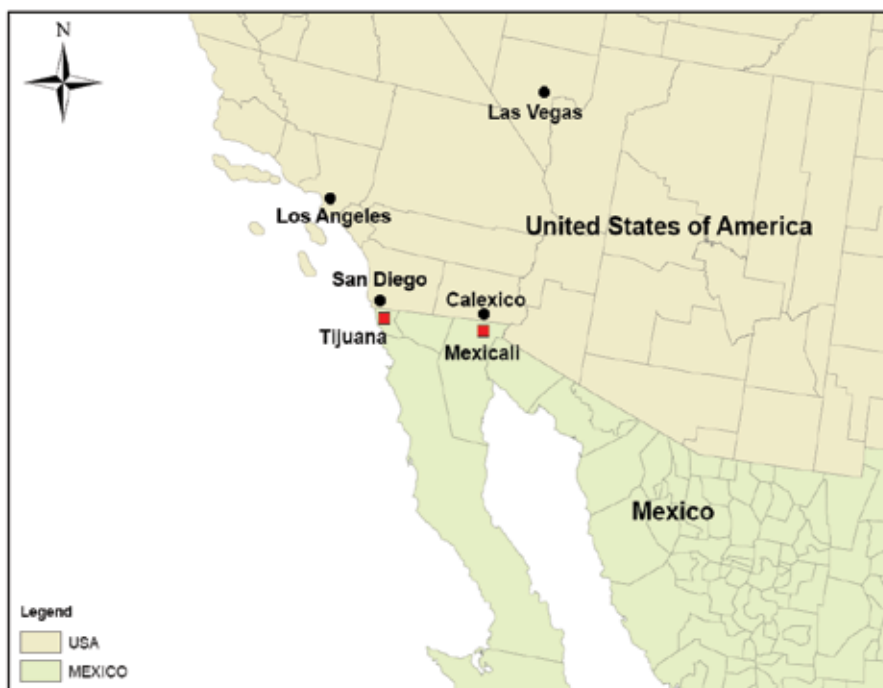 N
Las Vegas
Los Angeles
United States of America
San Diego
Calexico
Tijuana
Mexicali
Mexico
Legend
USA
MEXICO